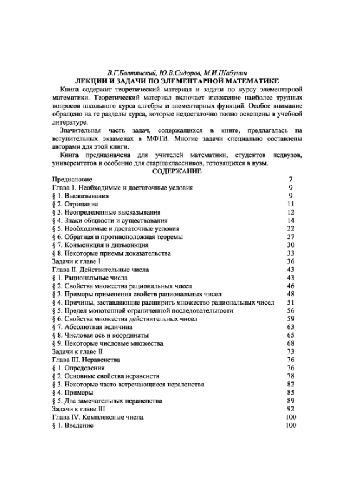 В.Г.Болтянский, Ю.В.Сидоров, М.И.Шабунин
ЛЕКЦИИ И ЗАДАЧИ ПО ЭЛЕМЕНТАРНОЙ МАТЕМАТИКЕ
Книга содержит теоретический материал и задачи по курсу элементарной
математики. Теоретический материал включает изложение наиболее трудных
вопросов школьного курса алгебры и элементарных функций. Особое внимание
обращено на те разделы курса, которые недостаточно полно освещены в учебной
литературе.
Значительная часть задач, содержащихся в книге, предлагалась на
вступительных экзаменах в МФТИ. Многие задачи специально составлены
авторами для этой книги.
Книга предназначена для учителей математики, студентов педвузов,
университетов и особенно для старшеклассников, готовящихся в вузы.
СОДЕРЖАНИЕ
Предисловие 7
Глава I. Необходимые и достаточные условия 9
§ 1. Высказывания 9
§ 2. Отрицание 11
§ 3. Неопределенные высказывания 12
§ 4. Знаки общности и существования 14
§ 5. Необходимые и достаточные условия 22
§ 6. Обратная и противоположная теоремы 27
§ 7. Конъюнкция и дизъюнкция 30
§ 8. Некоторые приемы доказательства 33
Задачи к главе I 36
Глава II. Действительные числа 43
§ 1. Рациональные числа 43
§ 2. Свойства множества рациональных чисел 46
§ 3. Примеры применения свойств рациональных чисел 48
§ 4. Причины, заставляющие расширить множество рациональных чисел 51
§ 5. Предел монотонной ограниченной последовательности 56
§ 6. Свойства множества действительных чисел 59
§ 7. Абсолютная величина 63
§ 8. Числовая ось и координаты 65
§ 9. Некоторые числовые множества 68
Задачи к главе II 73
Глава III. Неравенства 76
§ 1. Определения 76
§ 2. Основные свойства неравенств 78
§ 3. Некоторые часто встречающиеся неравенства 82
§ 4. Примеры 85
§ 5. Два замечательных неравенства 89
Задачи к главе III 92
Глава IV. Комплексные числа 100
§ 1. Введение 100